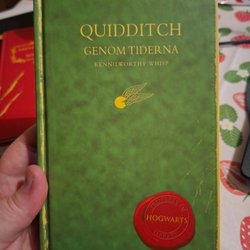 QUIDDITCH
GENOM TIDERNA
KENNILWORTHY WHISP
HOGWARTS